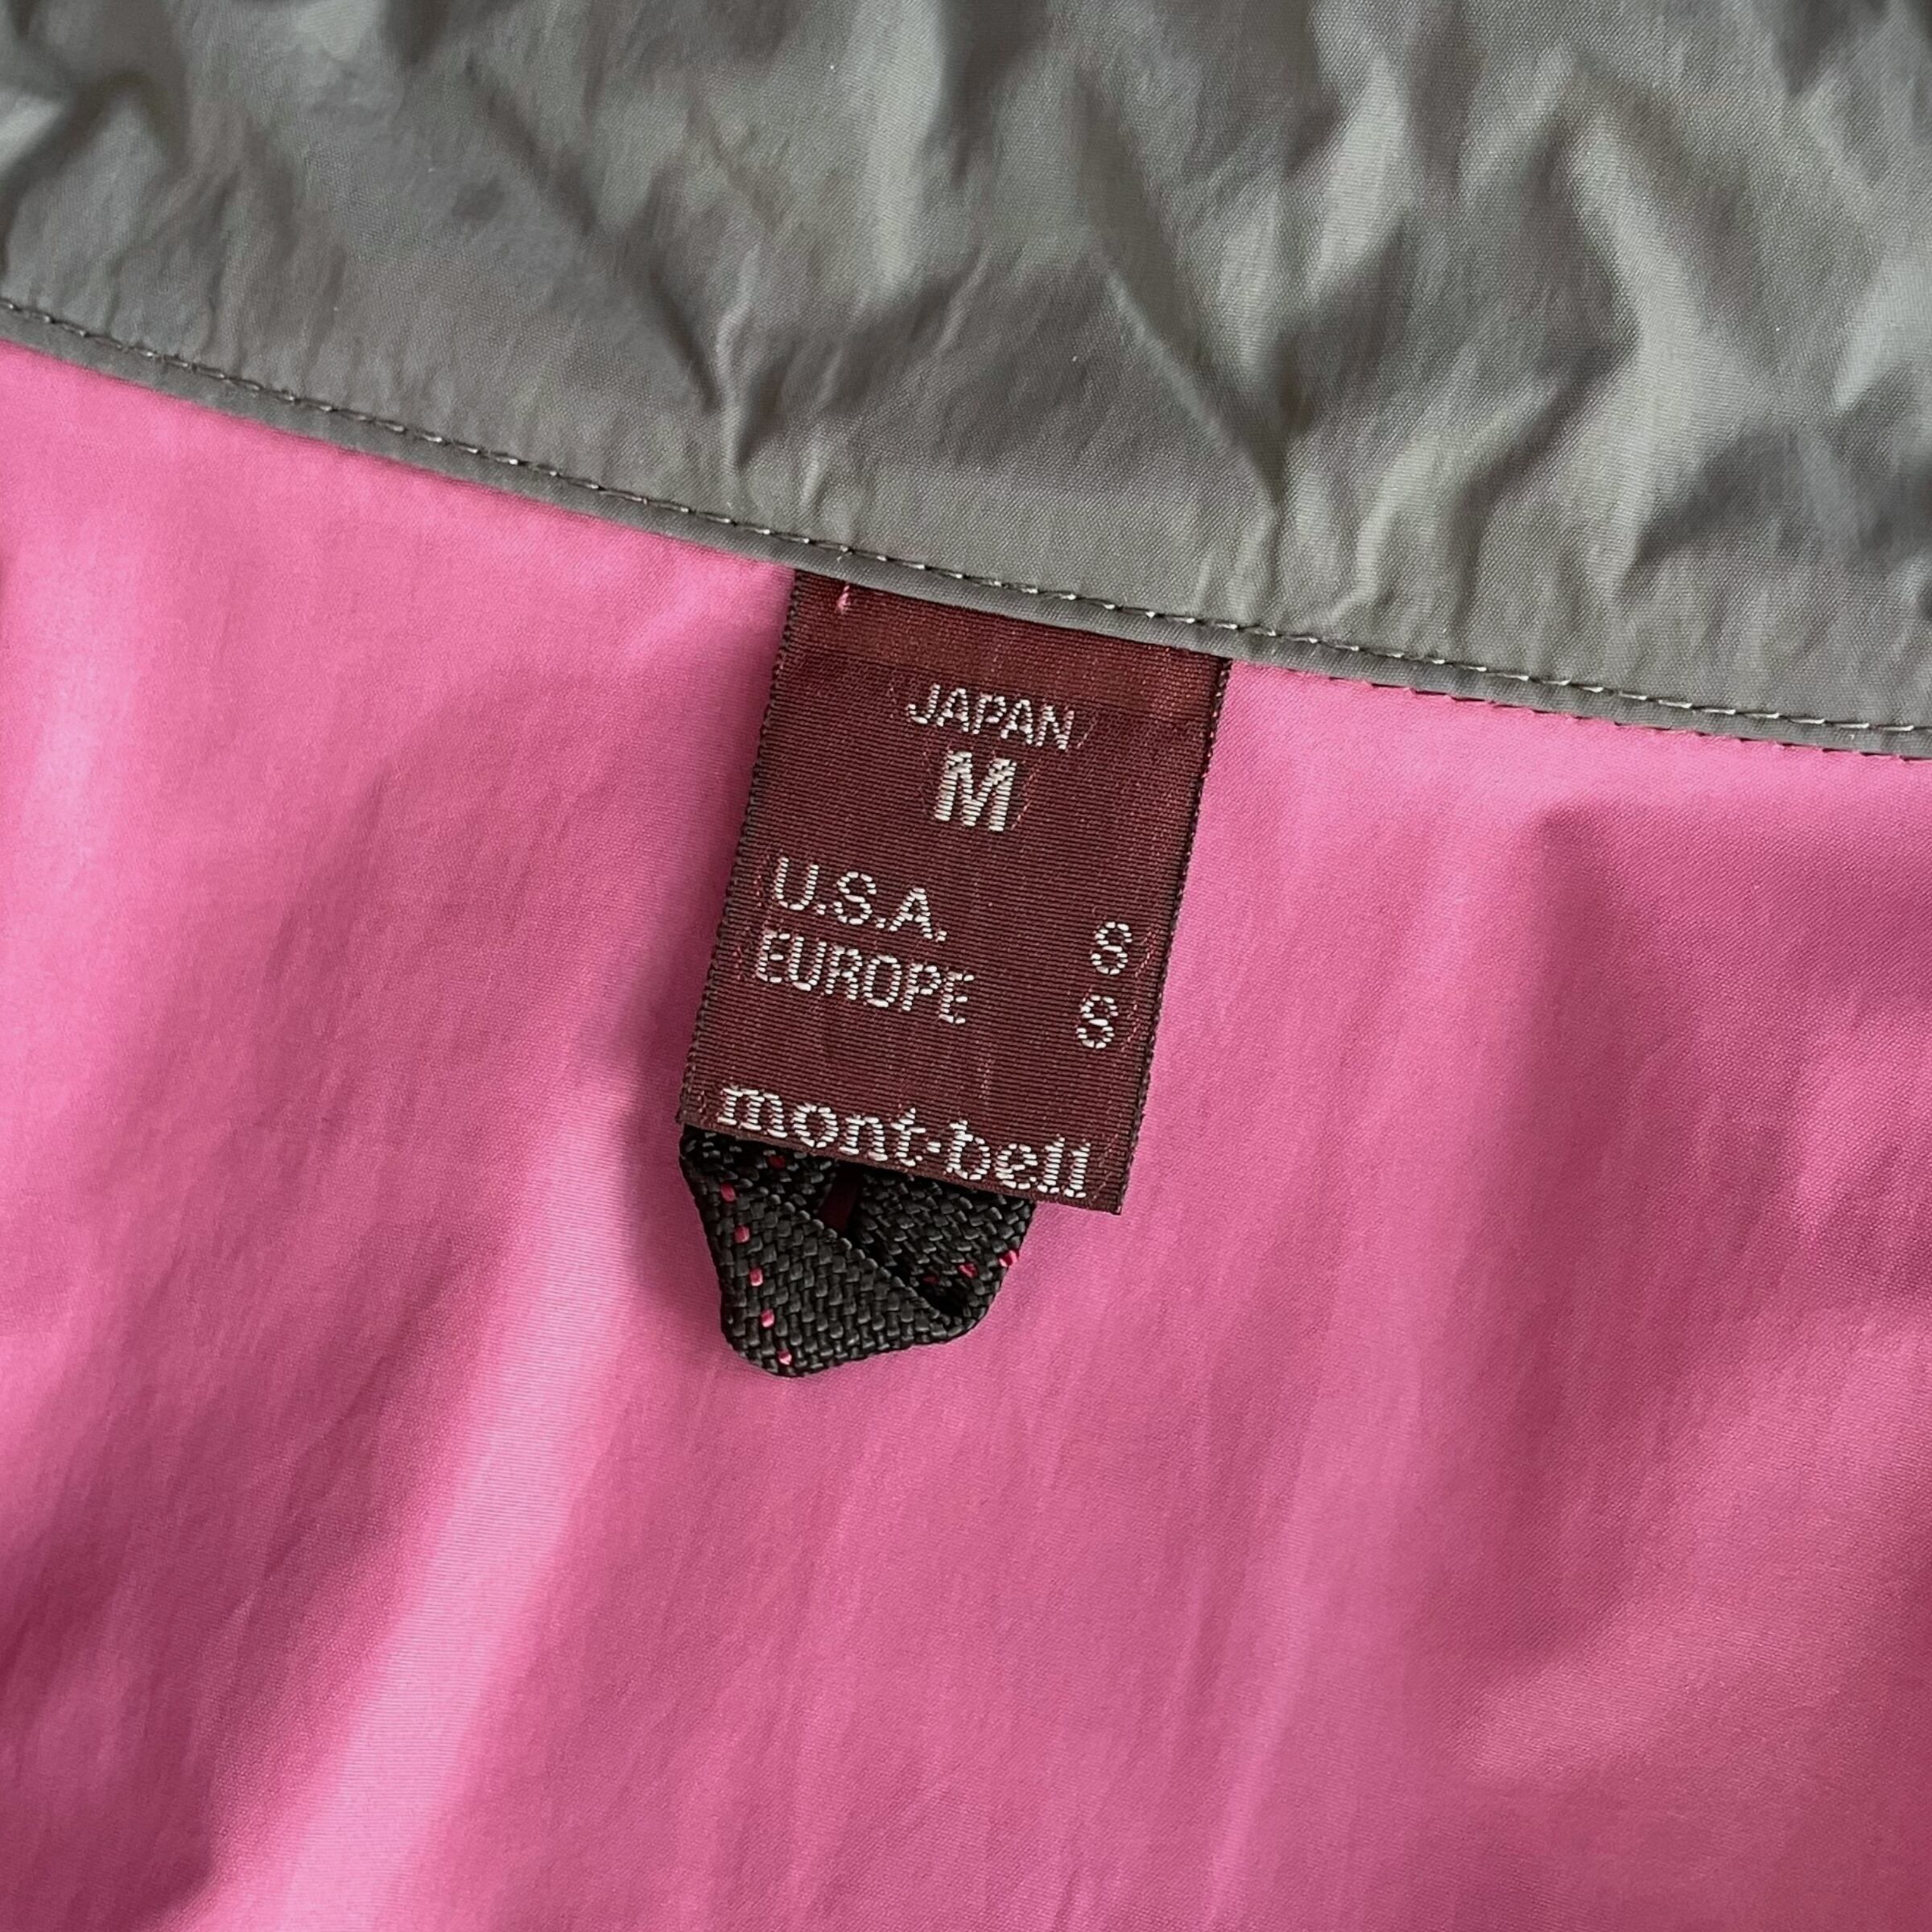 JAPAN
M
U.S.A. S
EUROPE S
mont·bell